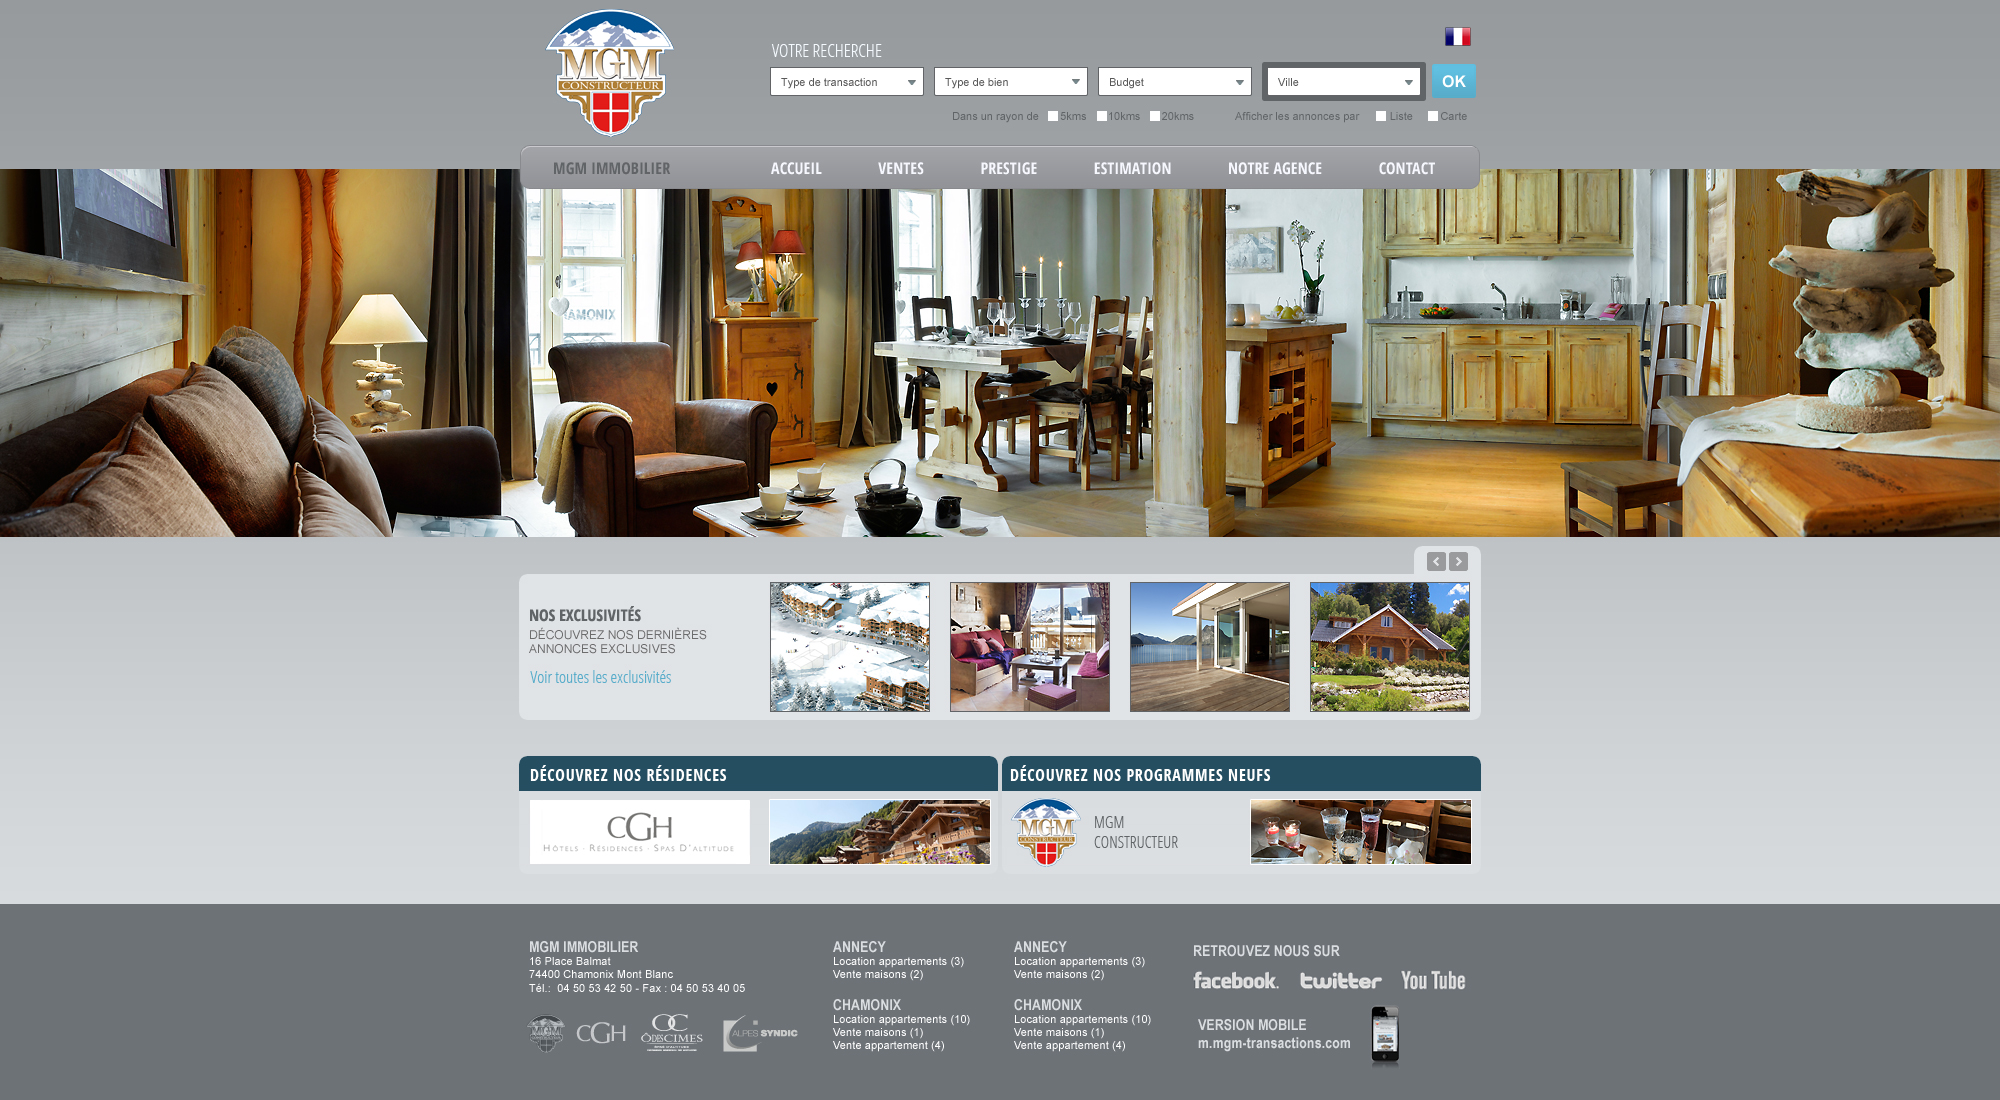 MGM
CONSTRUCTEUR
VOTRE RECHERCHE
Type de transaction
Type de bien
Budget
Ville
OK
Dans un rayon de 5kms 10kms 20kms
Afficher les annonces par Liste Carte
MGM IMMOBILIER
ACCUEIL
VENTES
PRESTIGE
ESTIMATION
NOTRE AGENCE
CONTACT
NOS EXCLUSIVITÉS
DÉCOUVREZ NOS DERNIÈRES
ANNONCES EXCLUSIVES
Voir toutes les exclusivités
DÉCOUVREZ NOS RÉSIDENCES
CGH
HÔTELS · RÉSIDENCES · SPAS D'ALTITUDE
DÉCOUVREZ NOS PROGRAMMES NEUFS
MGM
CONSTRUCTEUR
MGM
CONSTRUCTEUR
MGM IMMOBILIER
16 Place Balmat
74400 Chamonix Mont Blanc
Tél.: 04 50 53 42 50 - Fax : 04 50 53 40 05
MGM
CGH
OC
ÔDESCIMES
ALPES SYNDIC
ANNECY
Location appartements (3)
Vente maisons (2)
CHAMONIX
Location appartements (10)
Vente maisons (1)
Vente appartement (4)
ANNECY
Location appartements (3)
Vente maisons (2)
CHAMONIX
Location appartements (10)
Vente maisons (1)
Vente appartement (4)
RETROUVEZ NOUS SUR
facebook.
twitter
YouTube
VERSION MOBILE
m.mgm-transactions.com